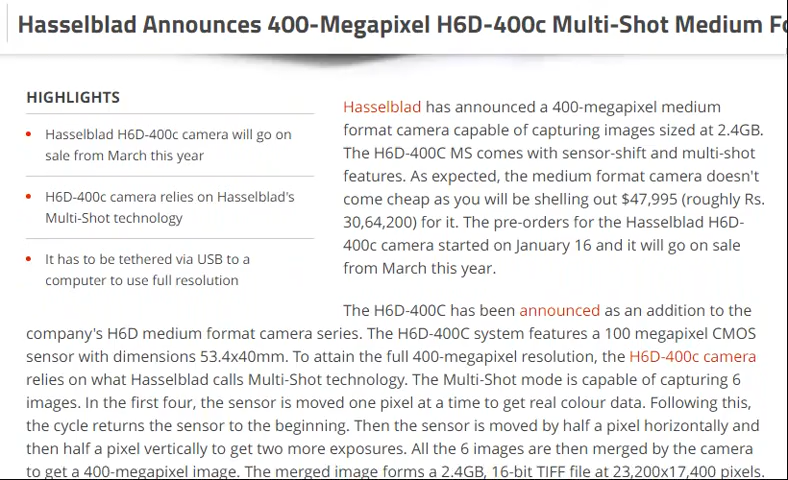 Hasselblad Announces 400-Megapixel H6D-400c Multi-Shot Medium
HIGHLIGHTS
Hasselblad H6D-400c camera will go on
sale from March this year
H6D-400c camera relies on Hasselblad's
Multi-Shot technology
It has to be tethered via USB to a
computer to use full resolution
Hasselblad has announced a 400-megapixel medium
format camera capable of capturing images sized at 2.4GB.
The H6D-400C MS comes with sensor-shift and multi-shot
features. As expected, the medium format camera doesn't
come cheap as you will be shelling out $47,995 (roughly Rs.
30,64,200) for it. The pre-orders for the Hasselblad H6D-
400c camera started on January 16 and it will go on sale
from March this year.
The H6D-400C has been announced as an addition to the
company's H6D medium format camera series. The H6D-400C system features a 100 megapixel CMOS
sensor with dimensions 53.4x40mm. To attain the full 400-megapixel resolution, the H6D-400c camera
relies on what Hasselblad calls Multi-Shot technology. The Multi-Shot mode is capable of capturing 6
images. In the first four, the sensor is moved one pixel at a time to get real colour data. Following this,
the cycle returns the sensor to the beginning. Then the sensor is moved by half a pixel horizontally and
then half a pixel vertically to get two more exposures. All the 6 images are then merged by the camera
to get a 400-megapixel image. The merged image forms a 2.4GB, 16-bit TIFF file at 23,200x17,400 pixels.